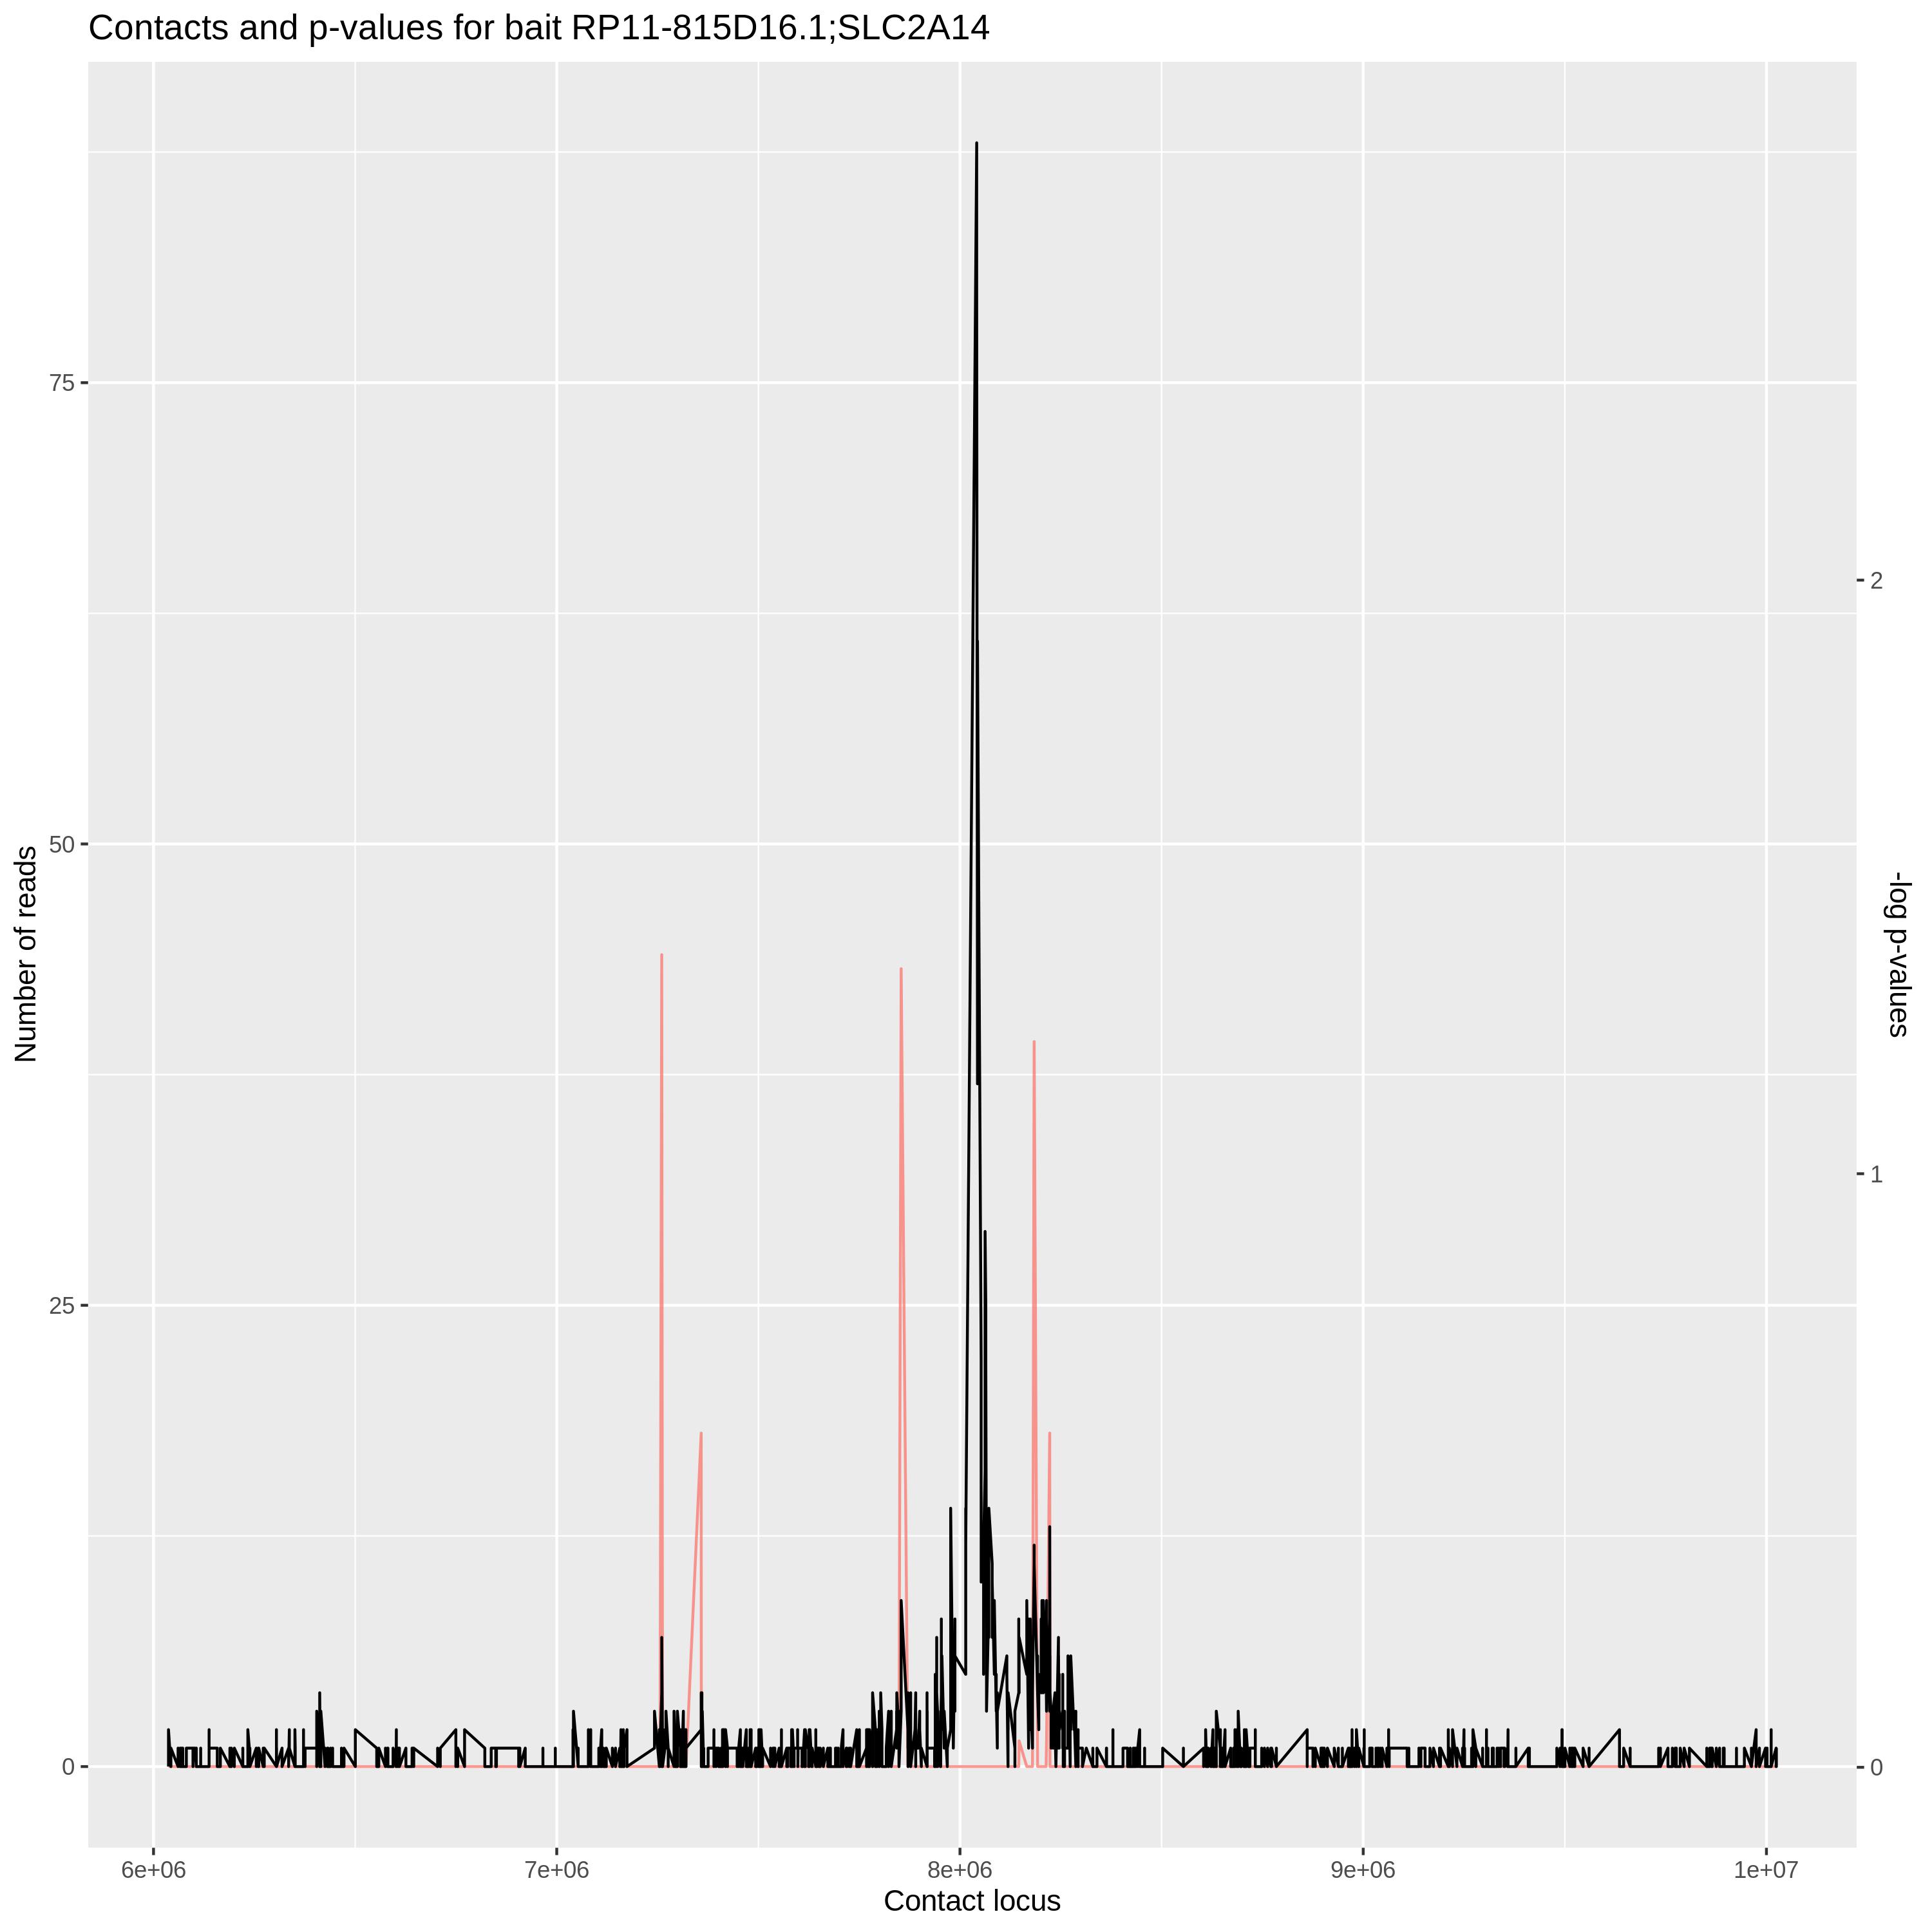 Contacts and p-values for bait RP11-815D16.1;SLC2A14
75
50
25
0
Number of reads
2
1
0
-log p-values
6e+06
7e+06
8e+06
9e+06
1e+07
Contact locus